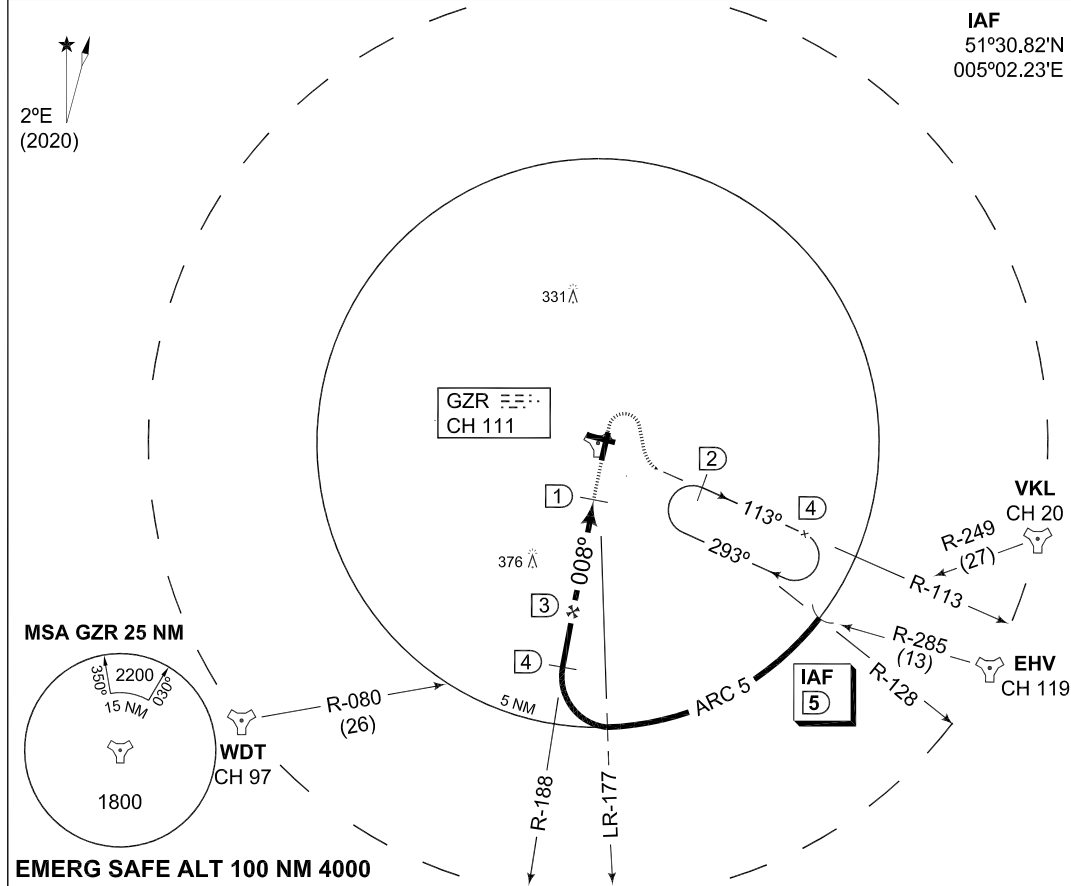 IAF
51º30.82'N
005º02.23'E
2ºE
(2020)
331
GZR
CH 111
2
1
113º
4
293º
VKL
CH 20
R-249
(27)
008º
376
R-113
3
MSA GZR 25 NM
R-285
(13)
EHV
CH 119
4
IAF
5
R-128
ARC 5
5 NM
350º
2200
030º
15 NM
R-080
(26)
WDT
CH 97
1800
R-188
LR-177
EMERG SAFE ALT 100 NM 4000